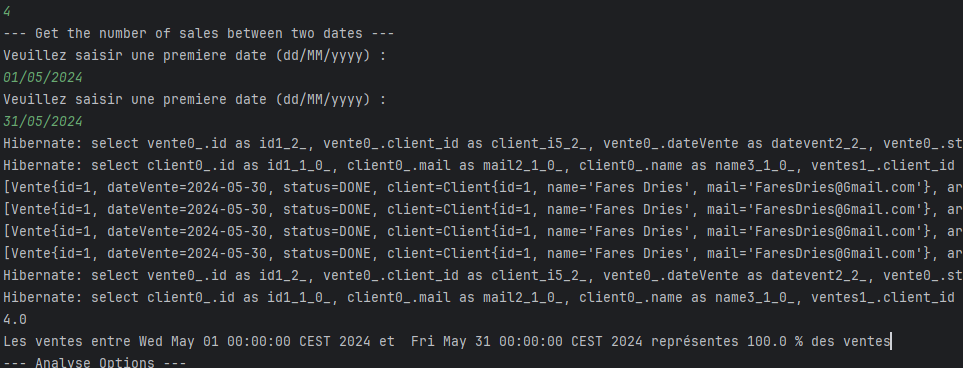 4
--- Get the number of sales between two dates ---
Veuillez saisir une premiere date (dd/MM/yyyy) :
01/05/2024
Veuillez saisir une premiere date (dd/MM/yyyy) :
31/05/2024
Hibernate: select vente0_.id as id1_2_, vente0_.client_id as client_i5_2_, vente0_.dateVente as datevent2_2_, vente0_.st
Hibernate: select client0_.id as id1_1_0_, client0_.mail as mail2_1_0_, client0_.name as name3_1_0_, ventes1_.client_id
[Vente{id=1, dateVente=2024-05-30, status=DONE, client=Client{id=1, name='Fares Dries', mail='FaresDries@Gmail.com'}, ar
[Vente{id=1, dateVente=2024-05-30, status=DONE, client=Client{id=1, name='Fares Dries', mail='FaresDries@Gmail.com'}, ar
[Vente{id=1, dateVente=2024-05-30, status=DONE, client=Client{id=1, name='Fares Dries', mail='FaresDries@Gmail.com'}, ar
[Vente{id=1, dateVente=2024-05-30, status=DONE, client=Client{id=1, name='Fares Dries', mail='FaresDries@Gmail.com'}, ar
Hibernate: select vente0_.id as id1_2_, vente0_.client_id as client_i5_2_, vente0_.dateVente as datevent2_2_, vente0_.st
Hibernate: select client0_.id as id1_1_0_, client0_.mail as mail2_1_0_, client0_.name as name3_1_0_, ventes1_.client_id
4.0
Les ventes entre Wed May 01 00:00:00 CEST 2024 et  Fri May 31 00:00:00 CEST 2024 représentes 100.0 % des ventes
--- Analyse Options ---